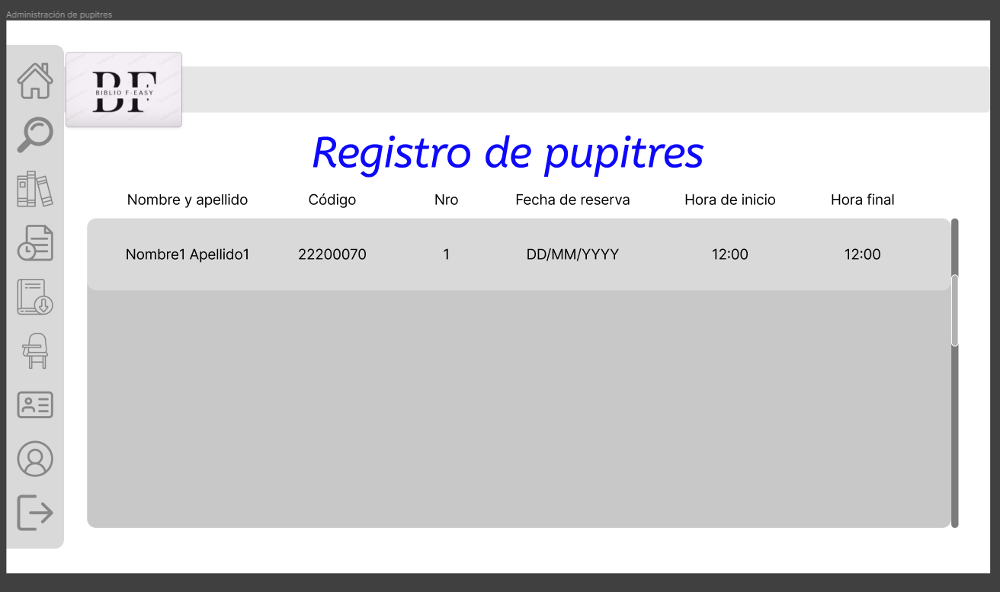 Administración de pupitres
BF
BIBLIO F-EASY
Registro de pupitres
Nombre y apellido Código Nro Fecha de reserva Hora de inicio Hora final
Nombre1 Apellido1 22200070 1 DD/MM/YYYY 12:00 12:00